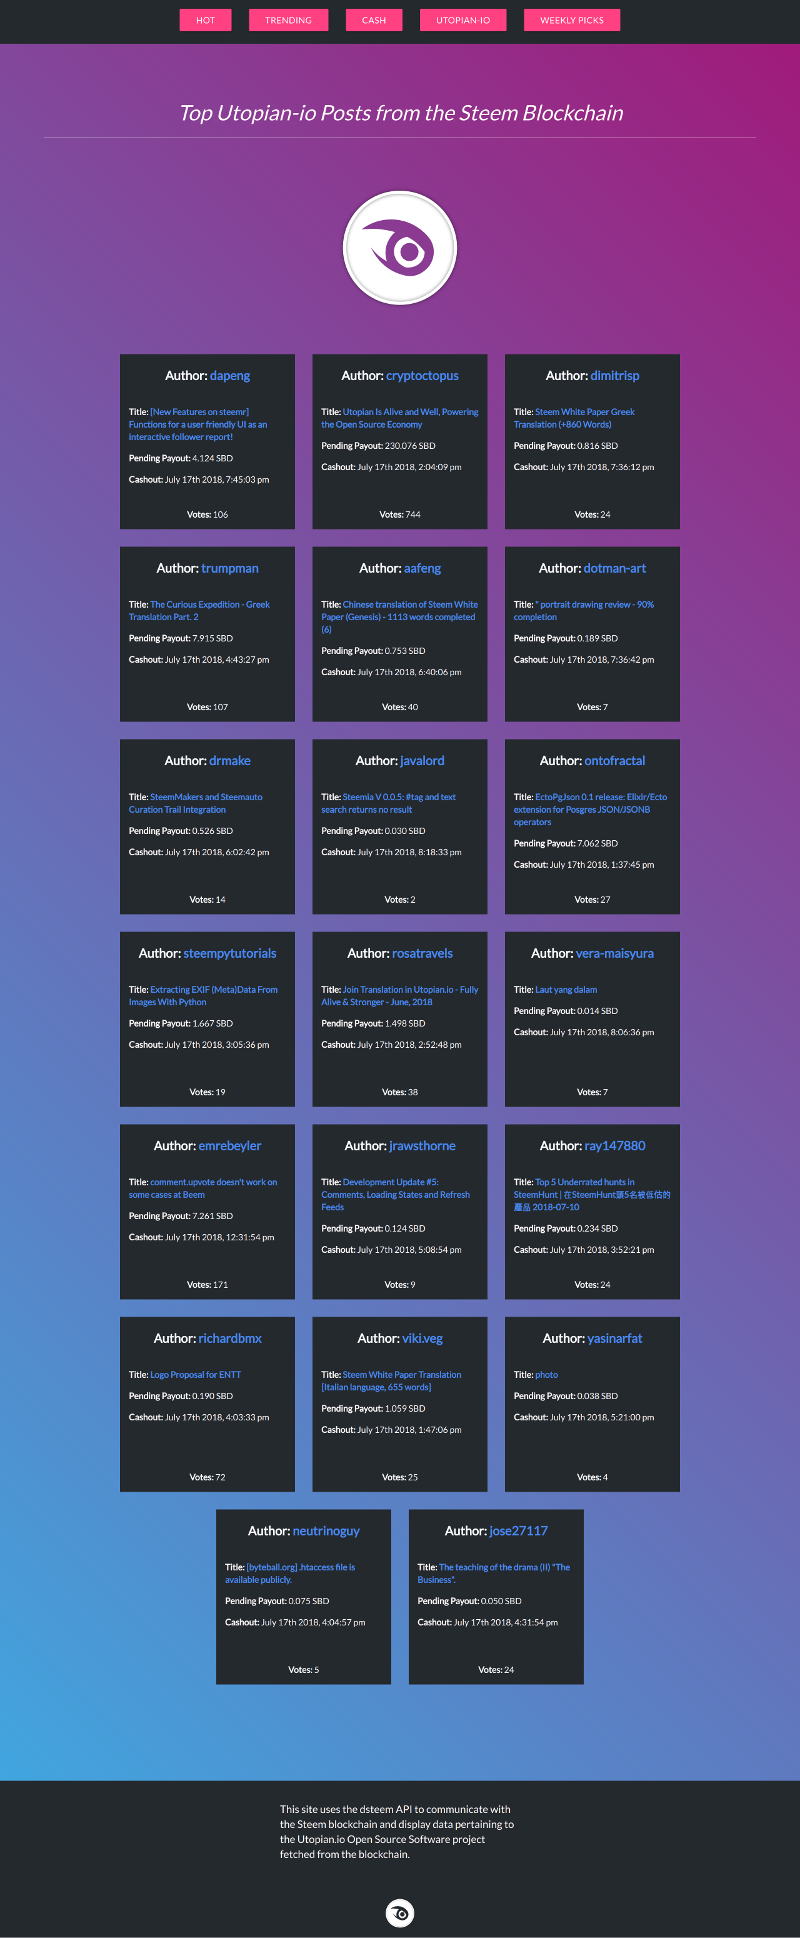 HOT
TRENDING
CASH
UTOPIAN-IO
WEEKLY PICKS
Top Utopian-io Posts from the Steem Blockchain
Author: dapeng
Title: [New Features on steemr]
Functions for a user friendly UI as an
interactive follower report!
Pending Payout: 4.124 SBD
Cashout: July 17th 2018, 7:45:03 pm
Votes: 106
Author: cryptoctopus
Title: Utopian Is Alive and Well, Powering
the Open Source Economy
Pending Payout: 230.076 SBD
Cashout: July 17th 2018, 2:04:09 pm
Votes: 744
Author: dimitrisp
Title: Steem White Paper Greek
Translation (+860 Words)
Pending Payout: 0.816 SBD
Cashout: July 17th 2018, 7:36:12 pm
Votes: 24
Author: trumpman
Title: The Curious Expedition - Greek
Translation Part. 2
Pending Payout: 7.915 SBD
Cashout: July 17th 2018, 4:43:27 pm
Votes: 107
Author: aafeng
Title: Chinese translation of Steem White
Paper (Genesis) - 1113 words completed
(6)
Pending Payout: 0.753 SBD
Cashout: July 17th 2018, 6:40:06 pm
Votes: 40
Author: dotman-art
Title: " portrait drawing review - 90%
completion
Pending Payout: 0.189 SBD
Cashout: July 17th 2018, 7:36:42 pm
Votes: 7
Author: drmake
Title: SteemMakers and Steemauto
Curation Trail Integration
Pending Payout: 0.526 SBD
Cashout: July 17th 2018, 6:02:42 pm
Votes: 14
Author: javalord
Title: Steemia V 0.0.5: #tag and text
search returns no result
Pending Payout: 0.030 SBD
Cashout: July 17th 2018, 8:18:33 pm
Votes: 2
Author: ontofractal
Title: EctoPgJson 0.1 release: Elixir/Ecto
extension for Posgres JSON/JSONB
operators
Pending Payout: 7.062 SBD
Cashout: July 17th 2018, 1:37:45 pm
Votes: 27
Author: steempytutorials
Title: Extracting EXIF (Meta)Data From
Images With Python
Pending Payout: 1.667 SBD
Cashout: July 17th 2018, 3:05:36 pm
Votes: 19
Author: rosatravels
Title: Join Translation in Utopian.io - Fully
Alive & Stronger - June, 2018
Pending Payout: 1.498 SBD
Cashout: July 17th 2018, 2:52:48 pm
Votes: 38
Author: vera-maisyura
Title: Laut yang dalam
Pending Payout: 0.014 SBD
Cashout: July 17th 2018, 8:06:36 pm
Votes: 7
Author: emrebeyler
Title: comment.upvote doesn't work on
some cases at Beem
Pending Payout: 7.261 SBD
Cashout: July 17th 2018, 12:31:54 pm
Votes: 171
Author: jrawsthorne
Title: Development Update #5:
Comments, Loading States and Refresh
Feeds
Pending Payout: 0.124 SBD
Cashout: July 17th 2018, 5:08:54 pm
Votes: 9
Author: ray147880
Title: Top 5 Underrated hunts in
SteemHunt | 在SteemHunt頭5名被低估的
產品 2018-07-10
Pending Payout: 0.234 SBD
Cashout: July 17th 2018, 3:52:21 pm
Votes: 24
Author: richardbmx
Title: Logo Proposal for ENTT
Pending Payout: 0.190 SBD
Cashout: July 17th 2018, 4:03:33 pm
Votes: 72
Author: viki.veg
Title: Steem White Paper Translation
[Italian language, 655 words]
Pending Payout: 1.059 SBD
Cashout: July 17th 2018, 1:47:06 pm
Votes: 25
Author: yasinarfat
Title: photo
Pending Payout: 0.038 SBD
Cashout: July 17th 2018, 5:21:00 pm
Votes: 4
Author: neutrinoguy
Title: [byteball.org] .htaccess file is
available publicly.
Pending Payout: 0.075 SBD
Cashout: July 17th 2018, 4:04:57 pm
Votes: 5
Author: jose27117
Title: The teaching of the drama (II) "The
Business".
Pending Payout: 0.050 SBD
Cashout: July 17th 2018, 4:31:54 pm
Votes: 24
This site uses the dsteem API to communicate with
the Steem blockchain and display data pertaining to
the Utopian.io Open Source Software project
fetched from the blockchain.